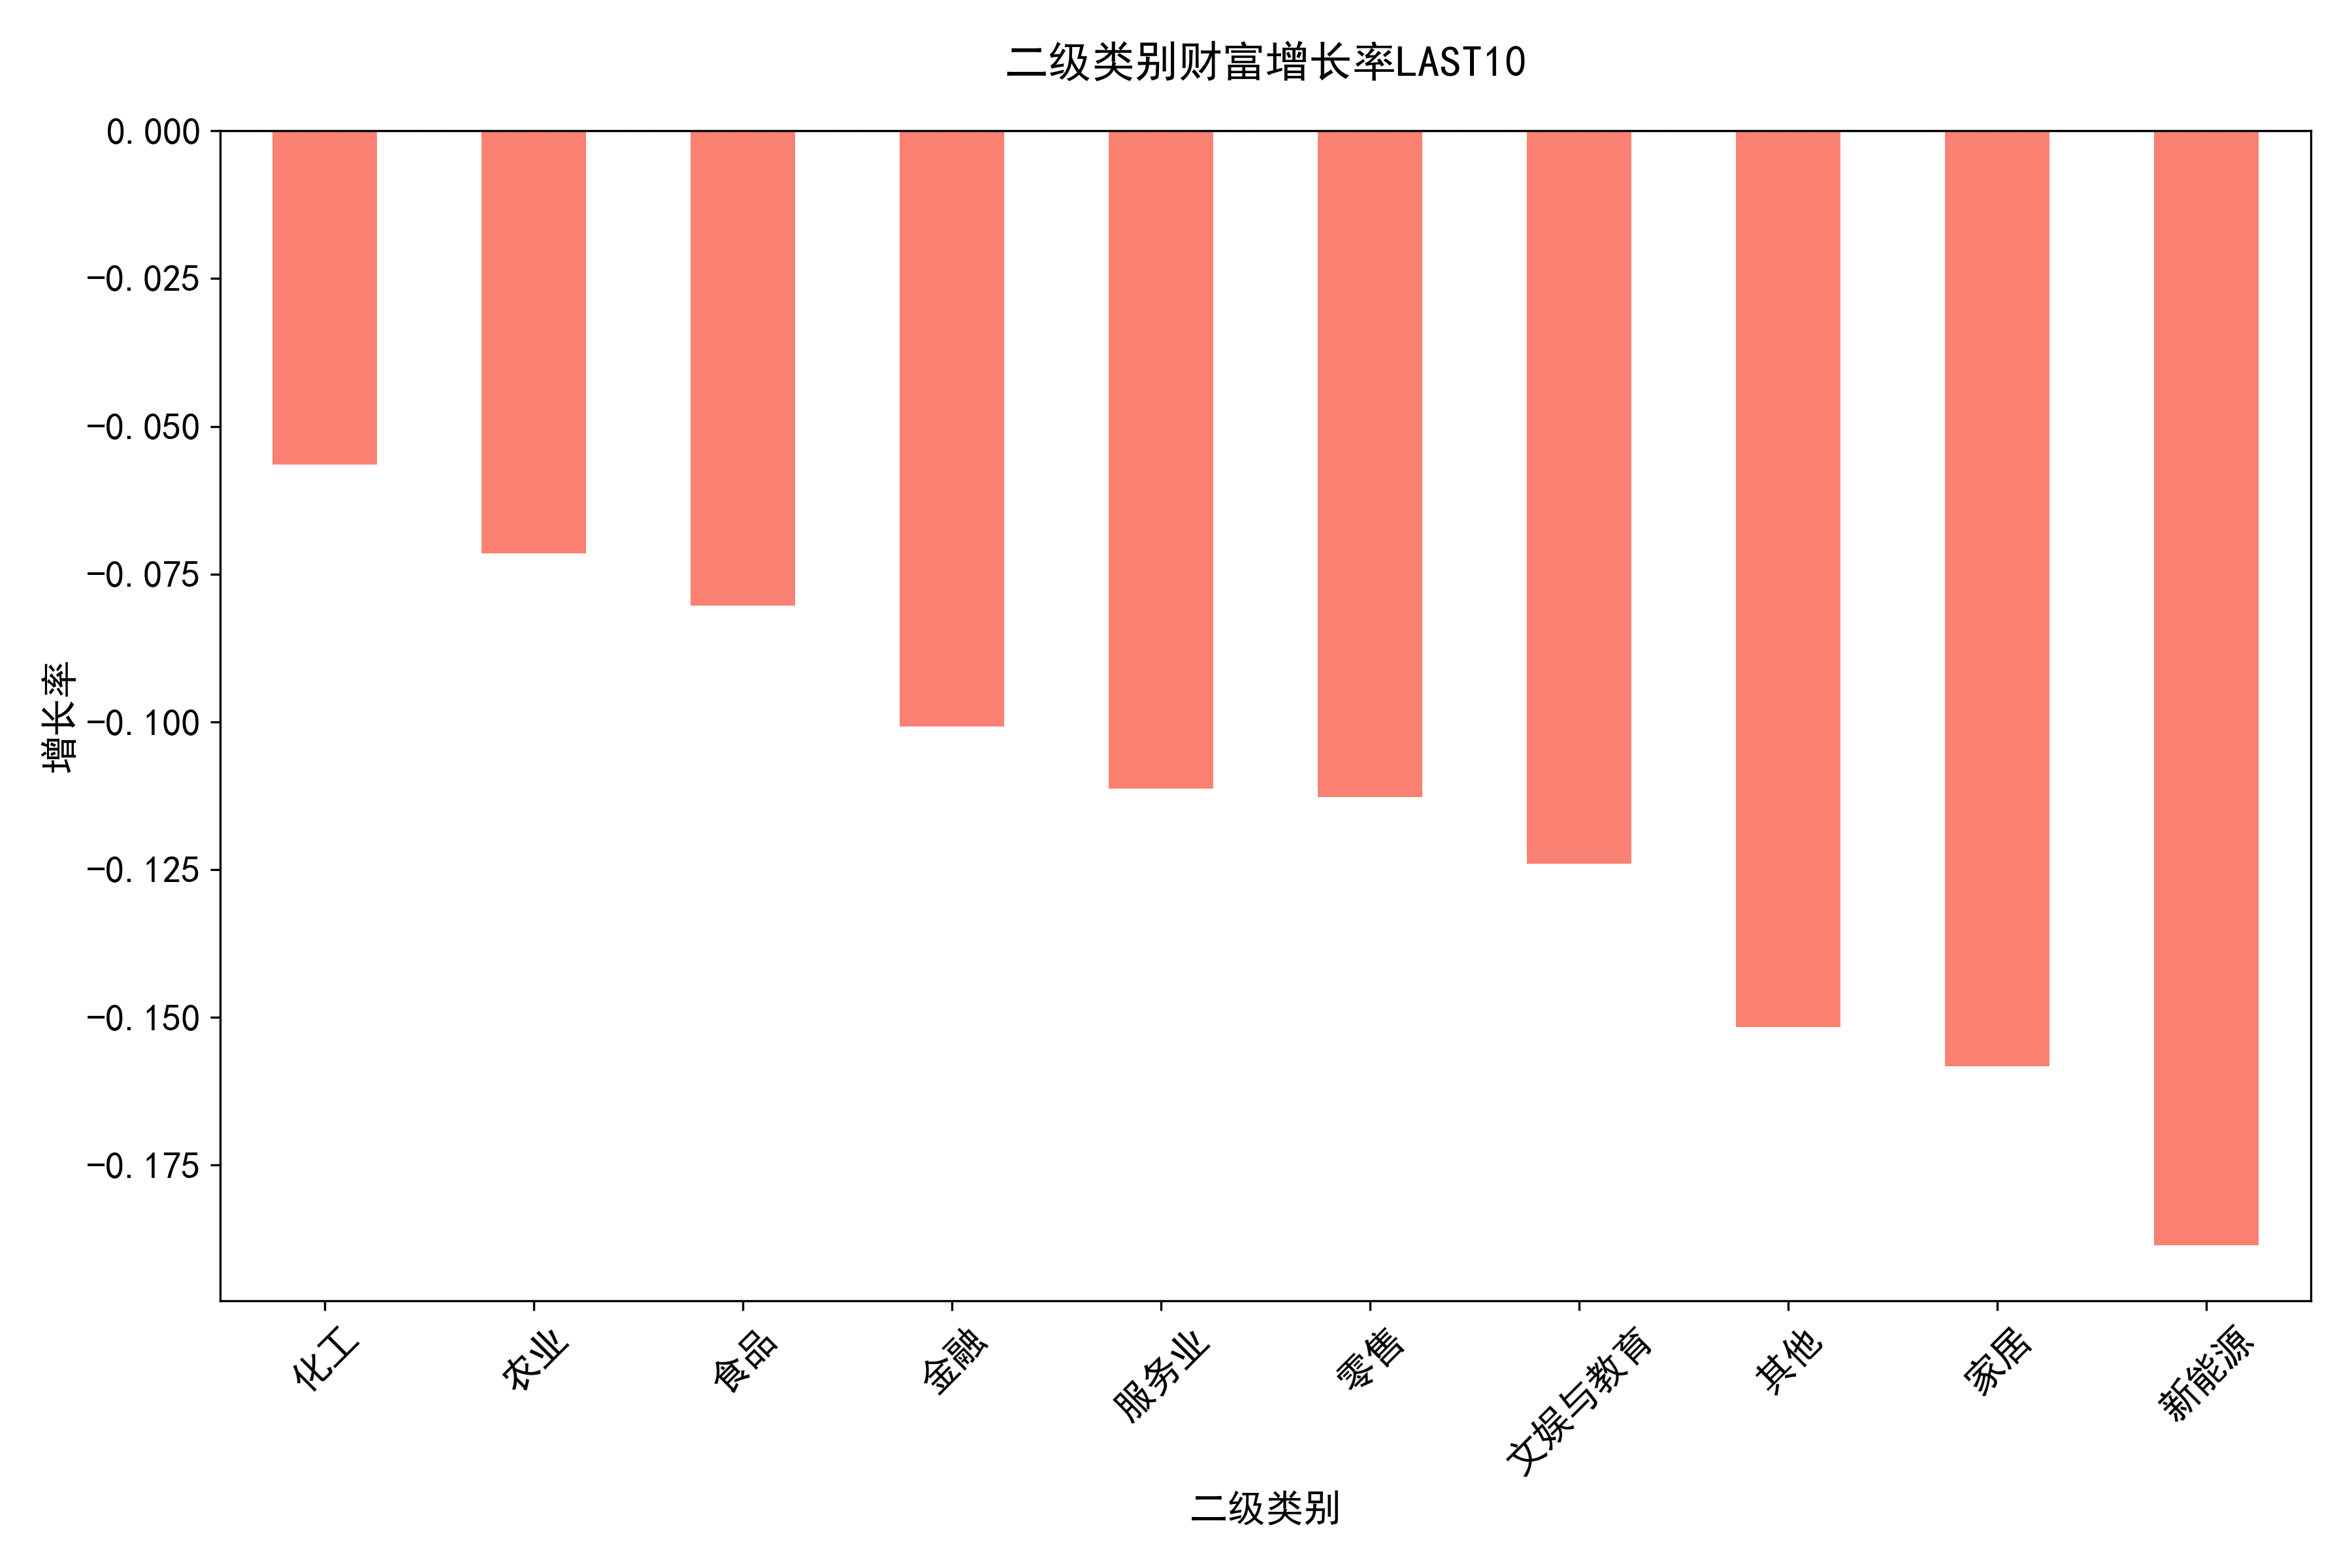 二级类别财富增长率LAST10
0.000
-0.025
-0.050
-0.075
-0.100
-0.125
-0.150
-0.175
增长率
化工
农业
食品
金融
服务业
零售
文娱与教育
其他
家居
新能源
二级类别